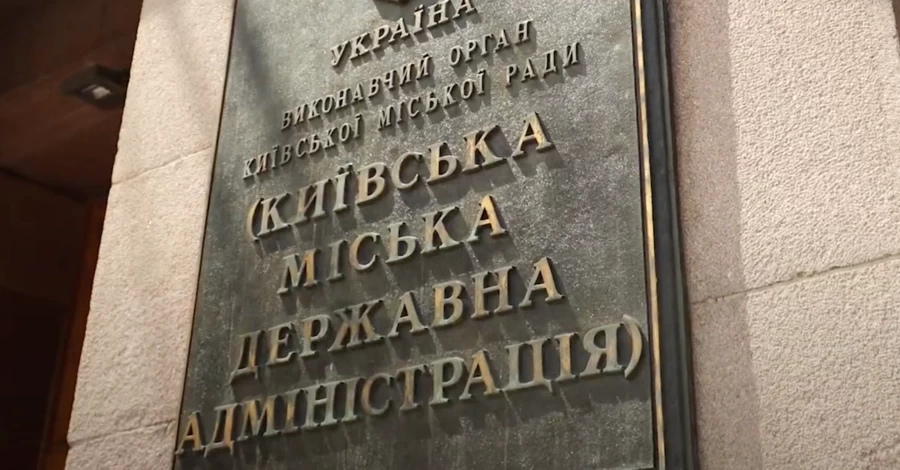 УКРАЇНА
ВИКОНАВЧИЙ ОРГАН
КИЇВСЬКОЇ МІСЬКОЇ РАДИ
(КИЇВСЬКА
МІСЬКА
ДЕРЖАВНА
АДМІНІСТРАЦІЯ)